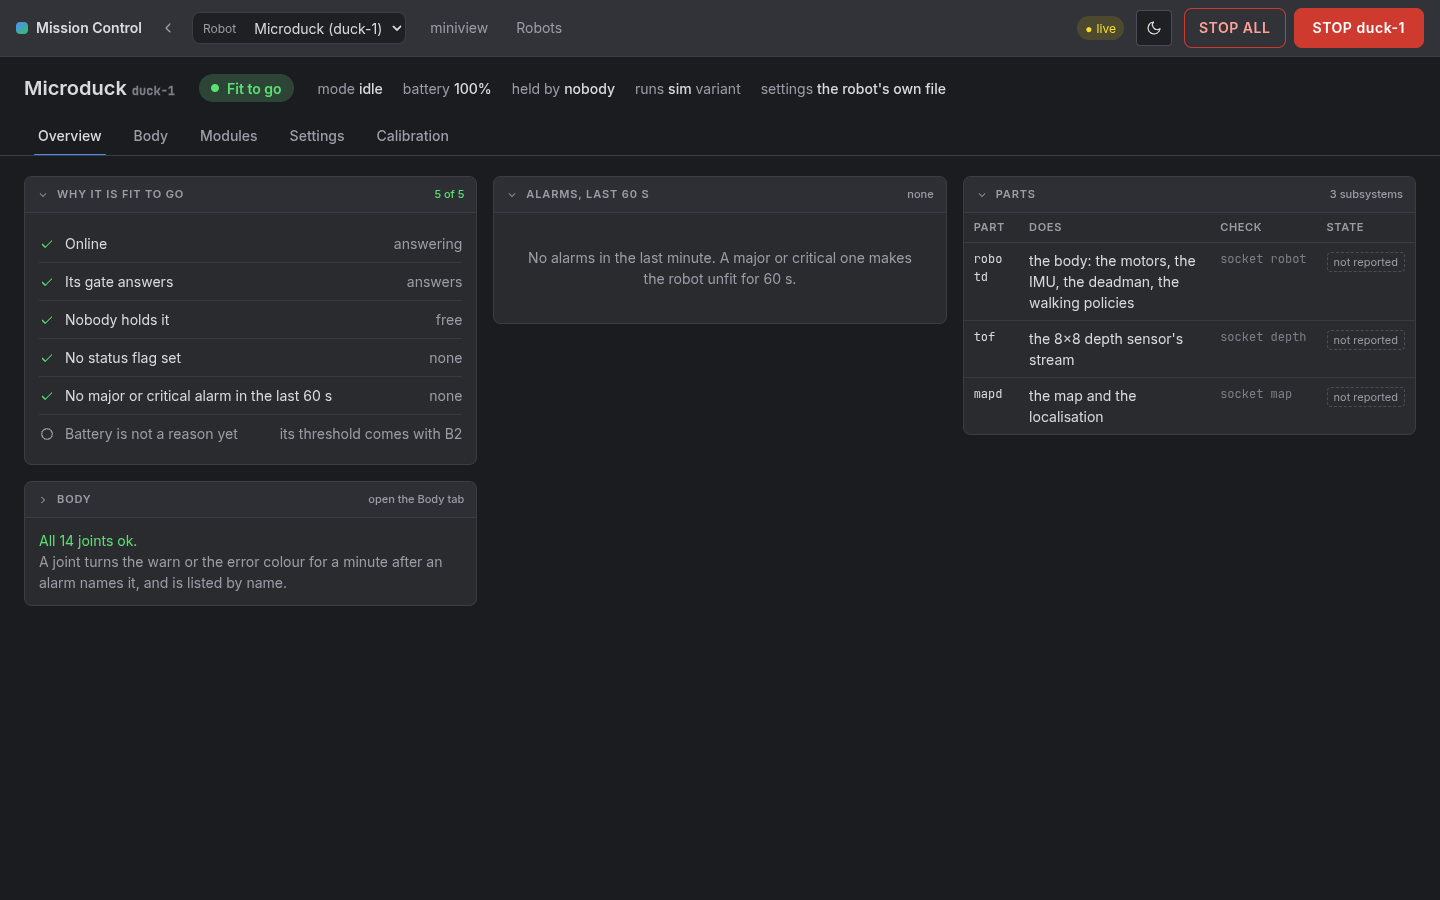 Mission Control
Robot Microduck (duck-1)
miniview
Robots
live
STOP ALL
STOP duck-1
Microduck duck-1
Fit to go
mode idle
battery 100%
held by nobody
runs sim variant
settings the robot's own file
Overview
Body
Modules
Settings
Calibration
WHY IT IS FIT TO GO 5 of 5
Online answering
Its gate answers answers
Nobody holds it free
No status flag set none
No major or critical alarm in the last 60 s none
Battery is not a reason yet its threshold comes with B2
BODY open the Body tab
All 14 joints ok.
A joint turns the warn or the error colour for a minute after an
alarm names it, and is listed by name.
ALARMS, LAST 60 S none
No alarms in the last minute. A major or critical one makes
the robot unfit for 60 s.
PARTS 3 subsystems
PART DOES CHECK STATE
robo
td
the body: the motors, the
IMU, the deadman, the
walking policies
socket robot
not reported
tof
the 8×8 depth sensor's
stream
socket depth
not reported
mapd
the map and the
localisation
socket map
not reported